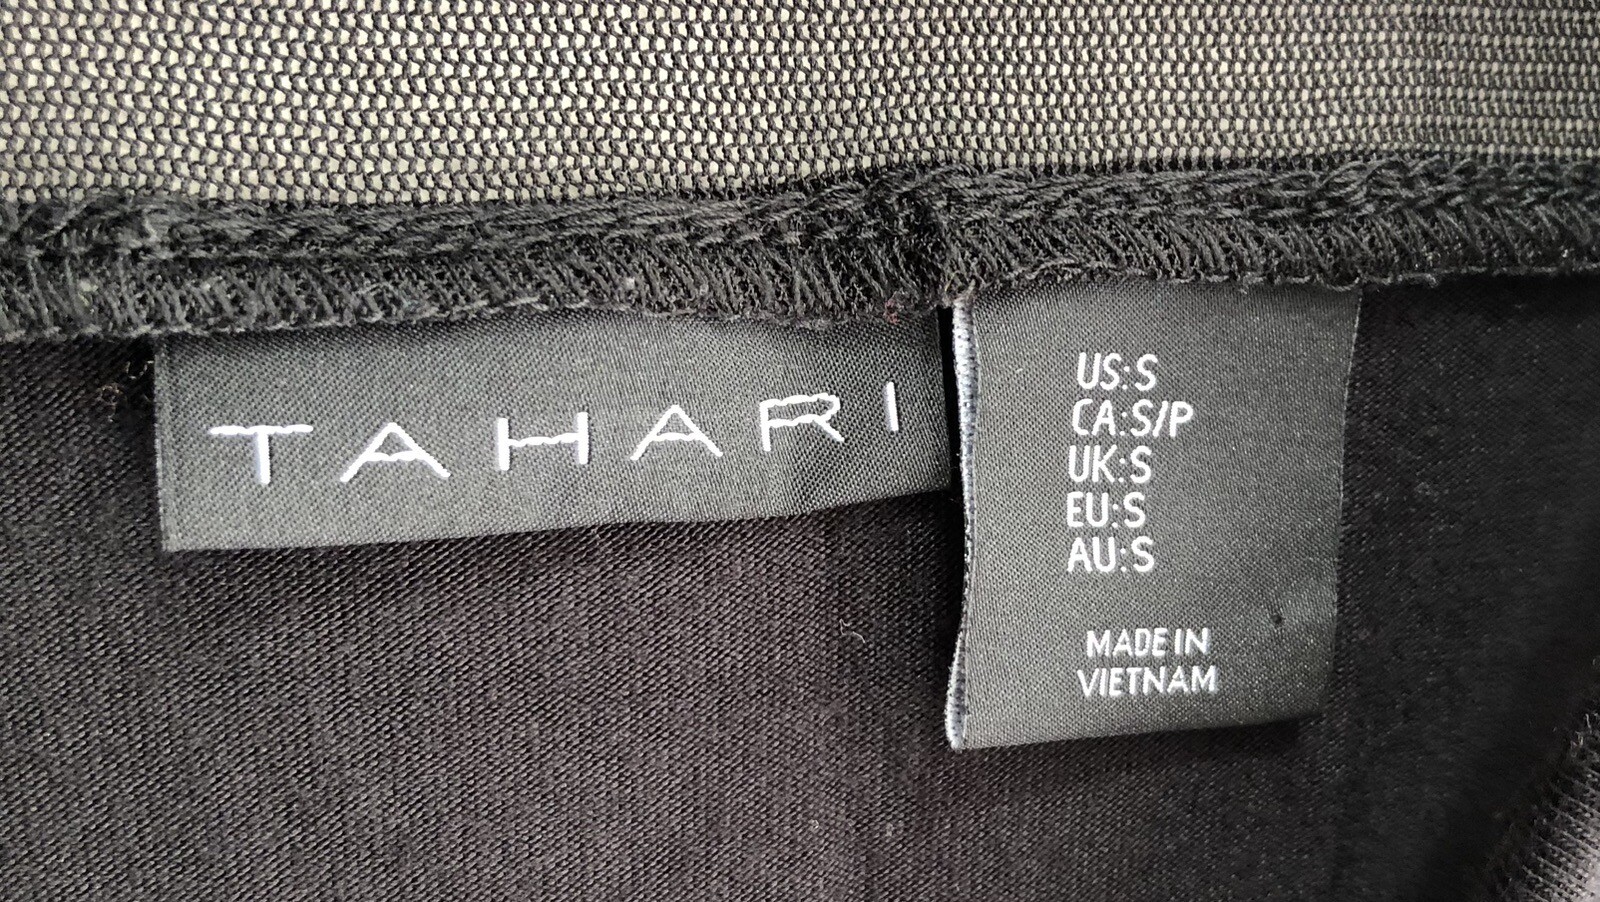 TAHARI
US:S
CA:S/P
UK:S
EU:S
AU:S
MADE IN
VIETNAM